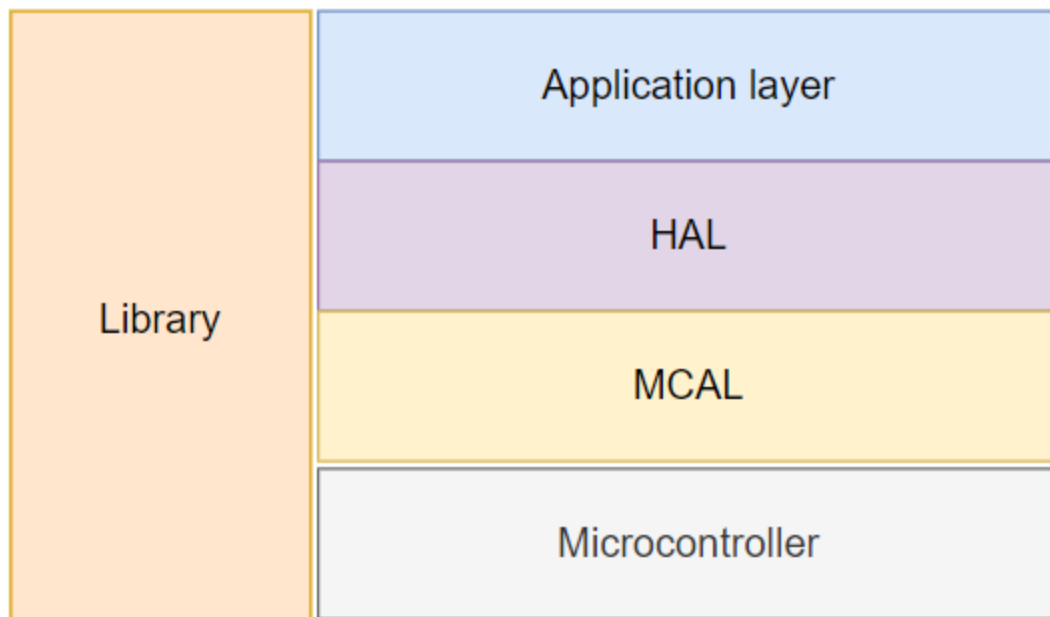 Application layer
HAL
Library
MCAL
Microcontroller